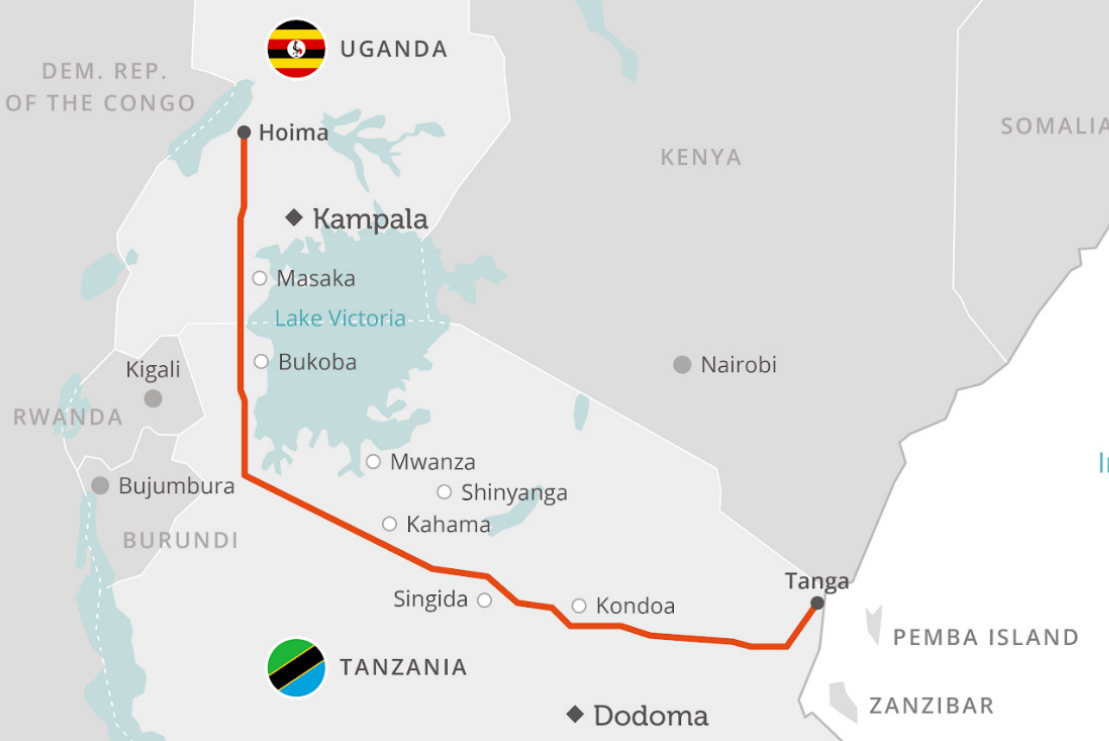 UGANDA
DEM. REP.
OF THE CONGO
Hoima
SOMALIA
KENYA
Kampala
Masaka
Lake Victoria
Bukoba
Kigali
Nairobi
RWANDA
Mwanza
Bujumbura
Shinyanga
Kahama
BURUNDI
Tanga
Singida
Kondoa
PEMBA ISLAND
TANZANIA
ZANZIBAR
Dodoma